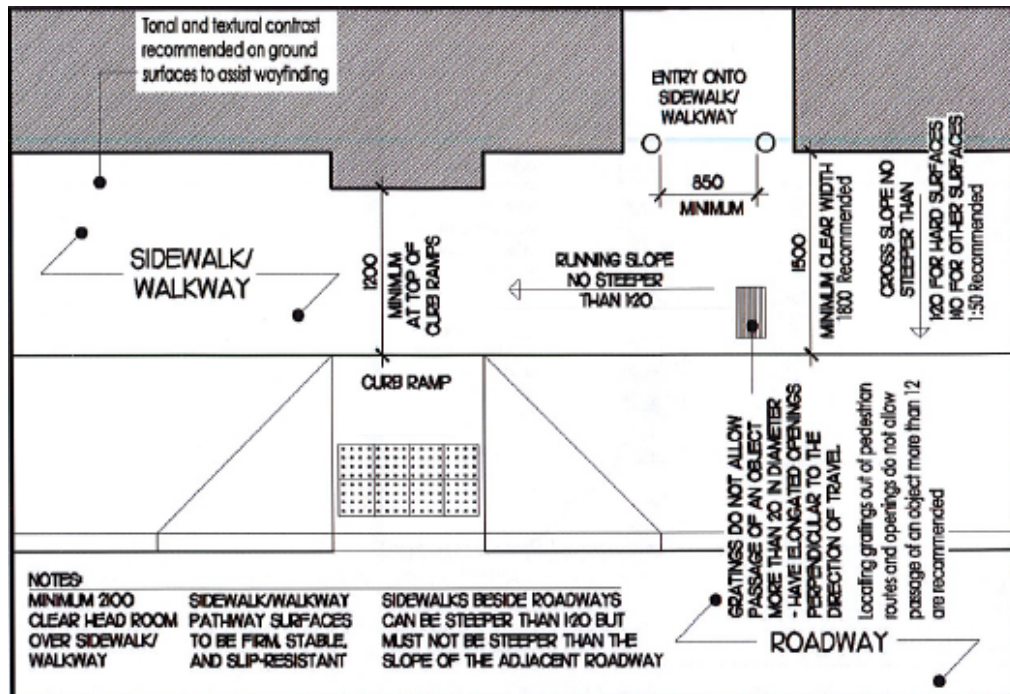 Tonal and textural contrast
recommended on ground
surfaces to assist wayfinding
ENTRY ONTO
SIDEWALK/
WALKWAY
850
MINIMUM
SIDEWALK/
WALKWAY
1200
MINIMUM
AT TOP OF
CURB RAMPS
RUNNING SLOPE
NO STEEPER
THAN 1:20
1500
MINIMUM CLEAR WIDTH
1800 Recommended
CROSS SLOPE NO
STEEPER THAN
1:20 FOR HARD SURFACES
1:10 FOR OTHER SURFACES
1:50 Recommended
CURB RAMP
GRATINGS DO NOT ALLOW
PASSAGE OF AN OBJECT
MORE THAN 20 IN DIAMETER
- HAVE ELONGATED OPENINGS
PERPENDICULAR TO THE
DIRECTION OF TRAVEL.
Locating gratings out of pedestrian
routes and openings do not allow
passage of an object more than 12
are recommended
NOTES:
MINIMUM 2100
CLEAR HEAD ROOM
OVER SIDEWALK/
WALKWAY
SIDEWALK/WALKWAY
PATHWAY SURFACES
TO BE FIRM, STABLE,
AND SLIP-RESISTANT
SIDEWALKS BESIDE ROADWAYS
CAN BE STEEPER THAN 1:20 BUT
MUST NOT BE STEEPER THAN THE
SLOPE OF THE ADJACENT ROADWAY
ROADWAY